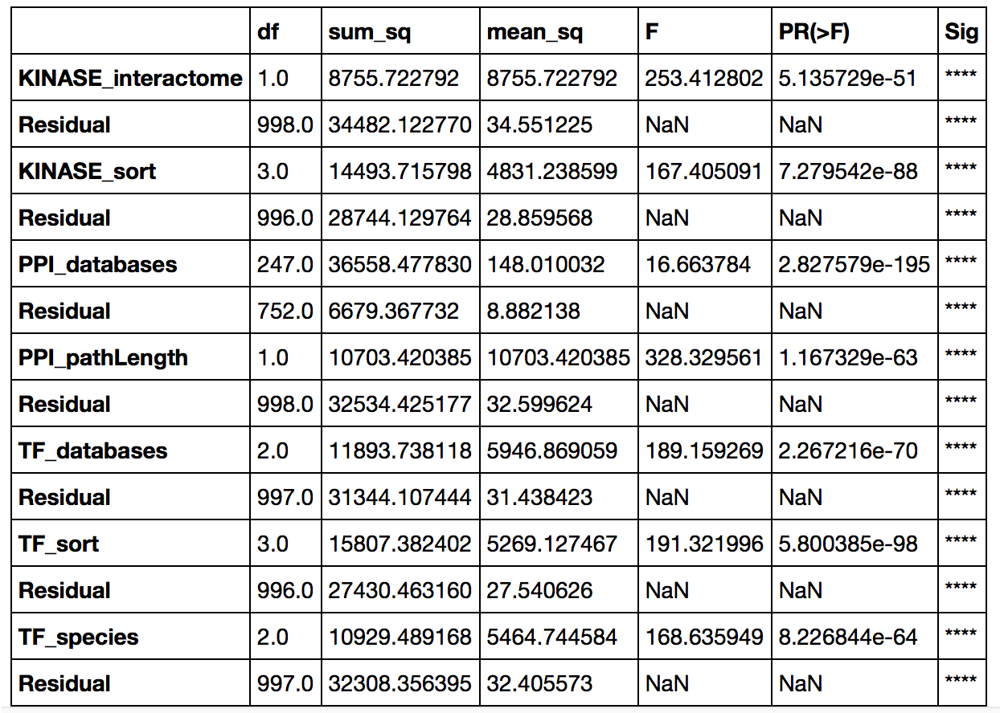 df sum_sq mean_sq F PR(>F) Sig
KINASE_interactome 1.0 8755.722792 8755.722792 253.412802 5.135729e-51 ****
Residual 998.0 34482.122770 34.551225 NaN NaN ****
KINASE_sort 3.0 14493.715798 4831.238599 167.405091 7.279542e-88 ****
Residual 996.0 28744.129764 28.859568 NaN NaN ****
PPI_databases 247.0 36558.477830 148.010032 16.663784 2.827579e-195 ****
Residual 752.0 6679.367732 8.882138 NaN NaN ****
PPI_pathLength 1.0 10703.420385 10703.420385 328.329561 1.167329e-63 ****
Residual 998.0 32534.425177 32.599624 NaN NaN ****
TF_databases 2.0 11893.738118 5946.869059 189.159269 2.267216e-70 ****
Residual 997.0 31344.107444 31.438423 NaN NaN ****
TF_sort 3.0 15807.382402 5269.127467 191.321996 5.800385e-98 ****
Residual 996.0 27430.463160 27.540626 NaN NaN ****
TF_species 2.0 10929.489168 5464.744584 168.635949 8.226844e-64 ****
Residual 997.0 32308.356395 32.405573 NaN NaN ****